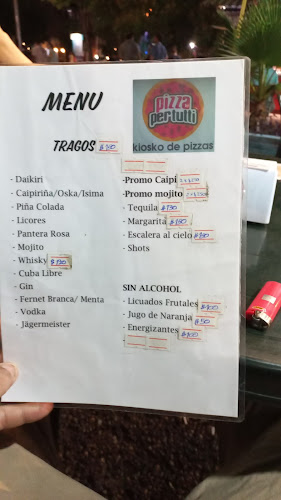 MENU
pizza
pertutti
kiosko de pizzas
TRAGOS
- Daikiri
- Caipiriña/Oska/Isima
- Piña Colada
- Licores
- Pantera Rosa
- Mojito
- Whisky
- Cuba Libre
- Gin
- Fernet Branca/ Menta
- Vodka
- Jägermeister
-Promo Caipi
-Promo mojito
- Tequila
- Margarita
- Escalera al cielo
- Shots
SIN ALCOHOL
- Licuados Frutales
- Jugo de Naranja $50
- Energizantes